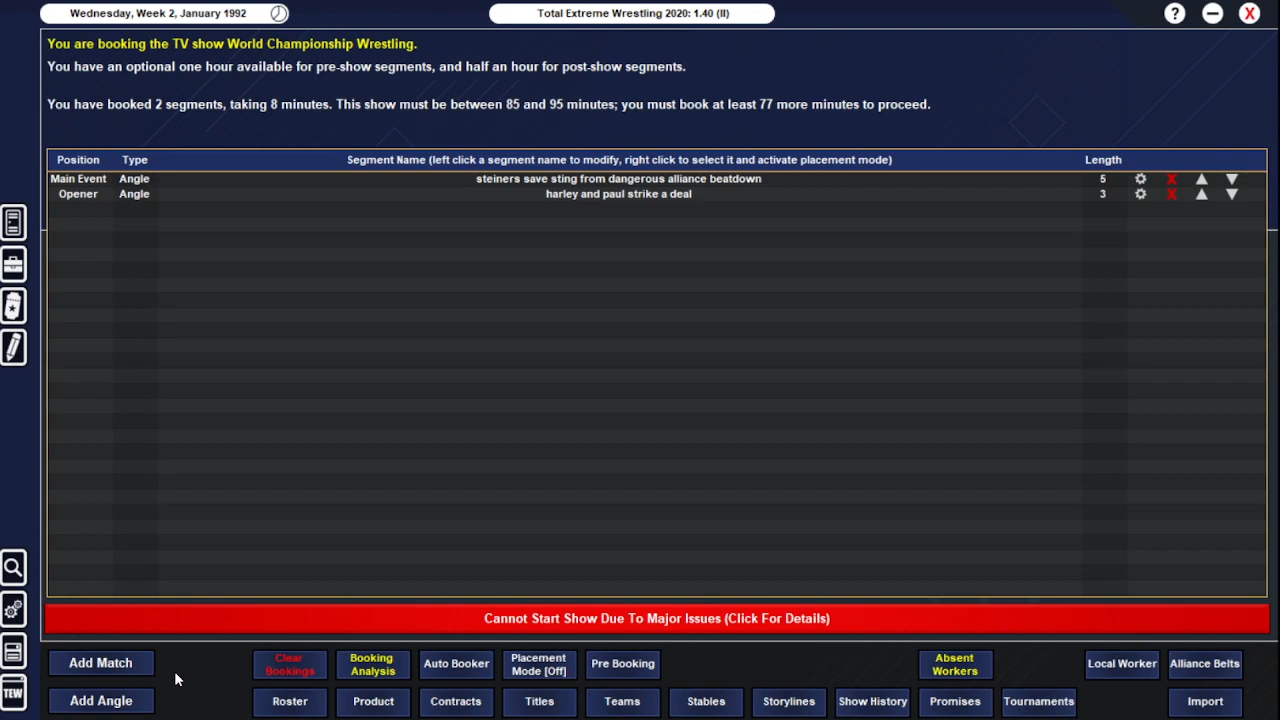 Wednesday, Week 2, January 1992
Total Extreme Wrestling 2020: 1.40 (II)
? X
You are booking the TV show World Championship Wrestling.
You have an optional one hour available for pre-show segments, and half an hour for post-show segments.
You have booked 2 segments, taking 8 minutes. This show must be between 85 and 95 minutes; you must book at least 77 more minutes to proceed.
Position Type Segment Name (left click a segment name to modify, right click to select it and activate placement mode) Length
Main Event Angle steiners save sting from dangerous alliance beatdown 5 X
Opener Angle harley and paul strike a deal 3 X
Cannot Start Show Due To Major Issues (Click For Details)
Add Match
Clear Bookings
Booking Analysis
Auto Booker
Placement Mode [Off]
Pre Booking
Absent Workers
Local Worker
Alliance Belts
TEW
Add Angle
Roster
Product
Contracts
Titles
Teams
Stables
Storylines
Show History
Promises
Tournaments
Import